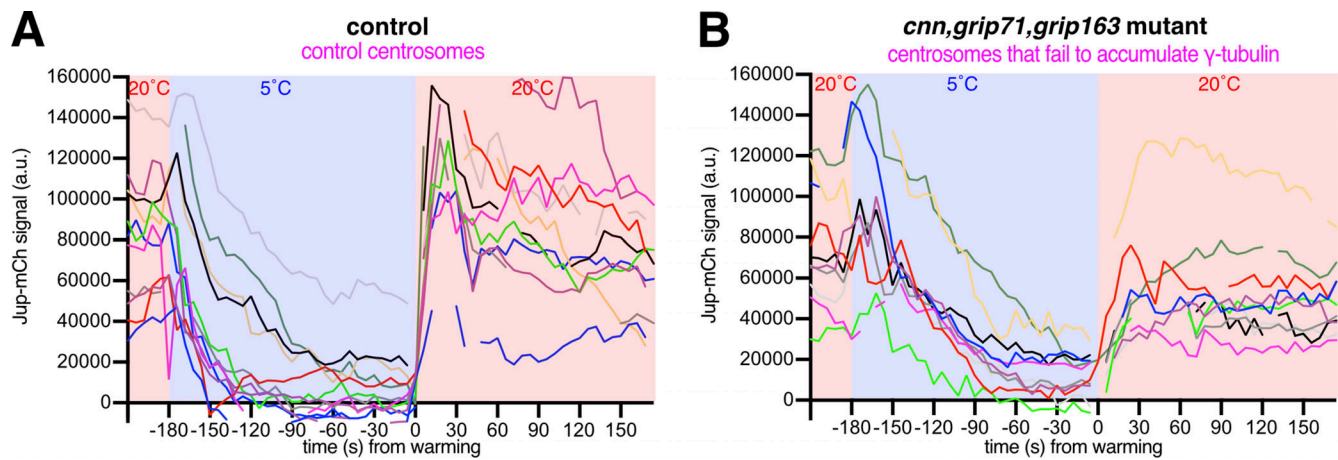 A
control
control centrosomes
Jup-mCh signal (a.u.)
160000
140000
120000
100000
80000
60000
40000
20000
0
20˚C
5˚C
20˚C
-180 -150 -120 -90 -60 -30 0 30 60 90 120 150
time (s) from warming
B
cnn,grip71,grip163 mutant
centrosomes that fail to accumulate γ-tubulin
Jup-mCh signal (a.u.)
160000
140000
120000
100000
80000
60000
40000
20000
0
20˚C
5˚C
20˚C
-180 -150 -120 -90 -60 -30 0 30 60 90 120 150
time (s) from warming